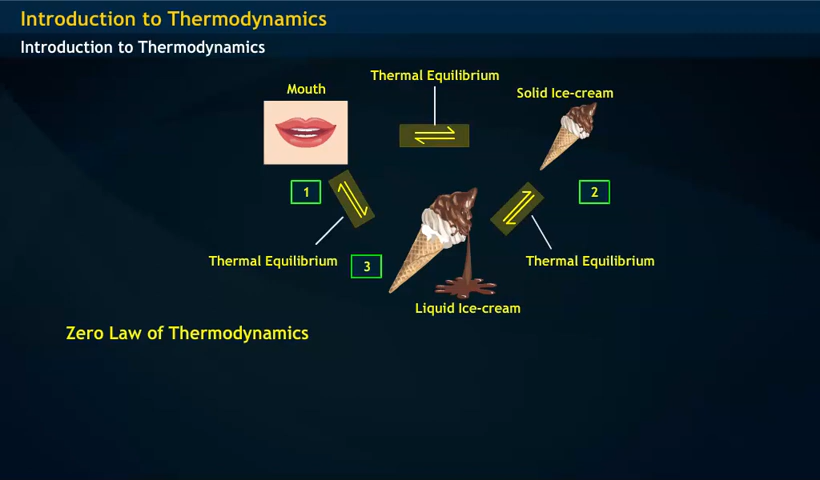 Introduction to Thermodynamics
Introduction to Thermodynamics
Thermal Equilibrium
Mouth
Solid Ice-cream
1
2
Thermal Equilibrium
3
Thermal Equilibrium
Liquid Ice-cream
Zero Law of Thermodynamics